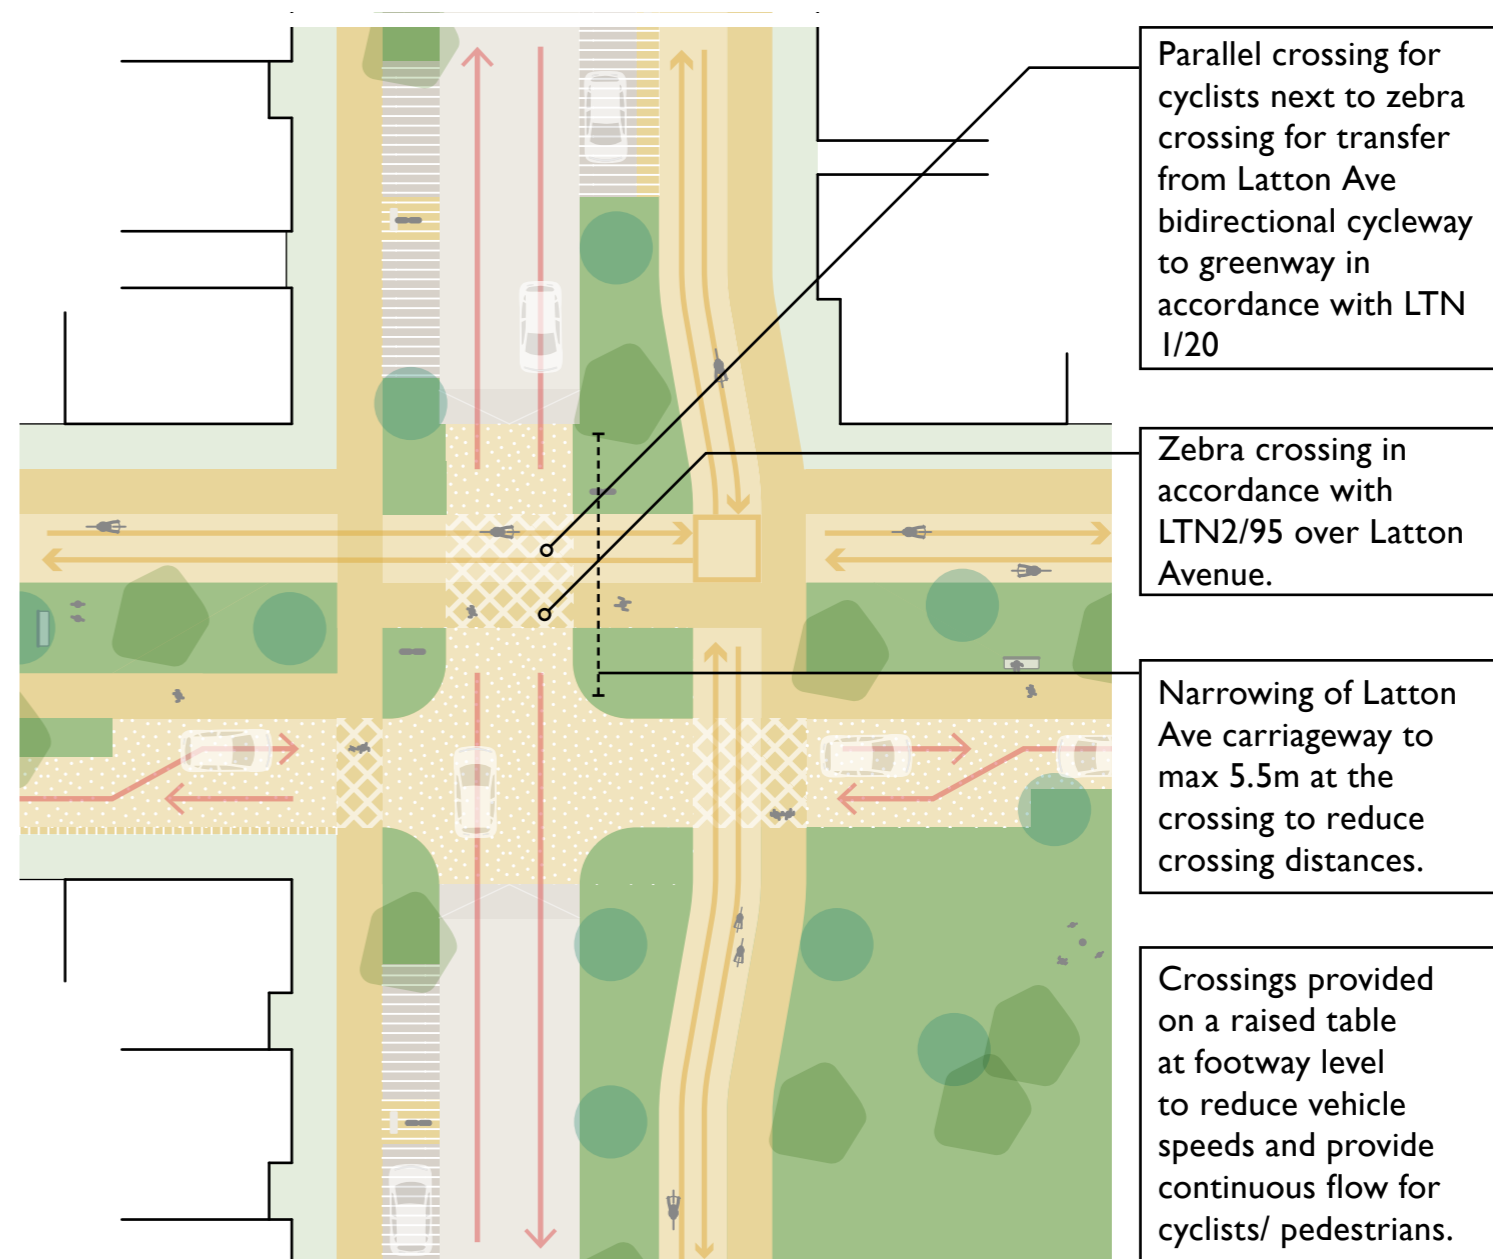 Parallel crossing for
cyclists next to zebra
crossing for transfer
from Latton Ave
bidirectional cycleway
to greenway in
accordance with LTN
1/20
Zebra crossing in
accordance with
LTN2/95 over Latton
Avenue.
Narrowing of Latton
Ave carriageway to
max 5.5m at the
crossing to reduce
crossing distances.
Crossings provided
on a raised table
at footway level
to reduce vehicle
speeds and provide
continuous flow for
cyclists/ pedestrians.